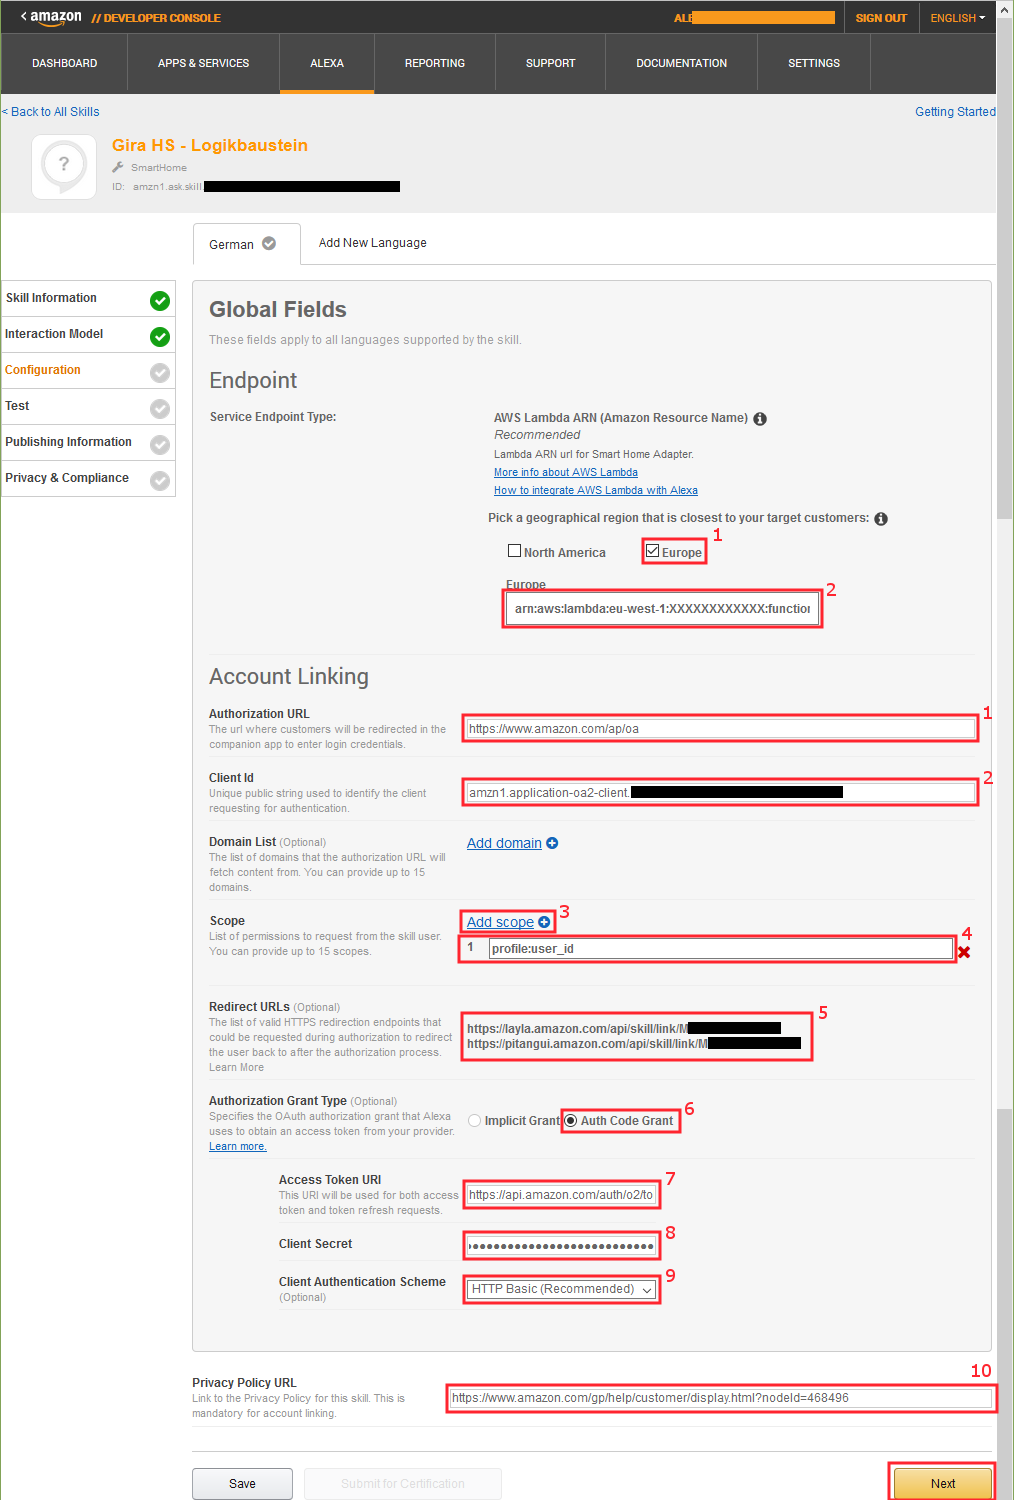 < amazon // DEVELOPER CONSOLE ALE SIGN OUT ENGLISH
DASHBOARD APPS & SERVICES ALEXA REPORTING SUPPORT DOCUMENTATION SETTINGS
< Back to All Skills Getting Started
?
Gira HS - Logikbaustein
SmartHome
ID: amzn1.ask.skill.
German Add New Language
Skill Information
Interaction Model
Configuration
Test
Publishing Information
Privacy & Compliance
Global Fields
These fields apply to all languages supported by the skill.
Endpoint
Service Endpoint Type:
AWS Lambda ARN (Amazon Resource Name)
Recommended
Lambda ARN url for Smart Home Adapter.
More info about AWS Lambda
How to integrate AWS Lambda with Alexa
Pick a geographical region that is closest to your target customers:
North America Europe 1
Europe
arn:aws:lambda:eu-west-1:XXXXXXXXXXXX:function 2
Account Linking
Authorization URL
The url where customers will be redirected in the
companion app to enter login credentials.
https://www.amazon.com/ap/oa 1
Client Id
Unique public string used to identify the client
requesting for authentication.
amzn1.application-oa2-client. 2
Domain List (Optional)
The list of domains that the authorization URL will
fetch content from. You can provide up to 15
domains.
Add domain
Scope
List of permissions to request from the skill user.
You can provide up to 15 scopes.
Add scope 3
1 profile:user_id 4
Redirect URLs (Optional)
The list of valid HTTPS redirection endpoints that
could be requested during authorization to redirect
the user back to after the authorization process.
Learn More
https://layla.amazon.com/api/skill/link/M 5
https://pitangui.amazon.com/api/skill/link/M
Authorization Grant Type (Optional)
Specifies the OAuth authorization grant that Alexa
uses to obtain an access token from your provider.
Learn more.
Implicit Grant Auth Code Grant 6
Access Token URI
This URI will be used for both access
token and token refresh requests.
https://api.amazon.com/auth/o2/to 7
Client Secret
•••••••••••••••••••••••••••• 8
Client Authentication Scheme
(Optional)
HTTP Basic (Recommended) 9
Privacy Policy URL
Link to the Privacy Policy for this skill. This is
mandatory for account linking.
https://www.amazon.com/gp/help/customer/display.html?nodeId=468496 10
Save Submit for Certification Next